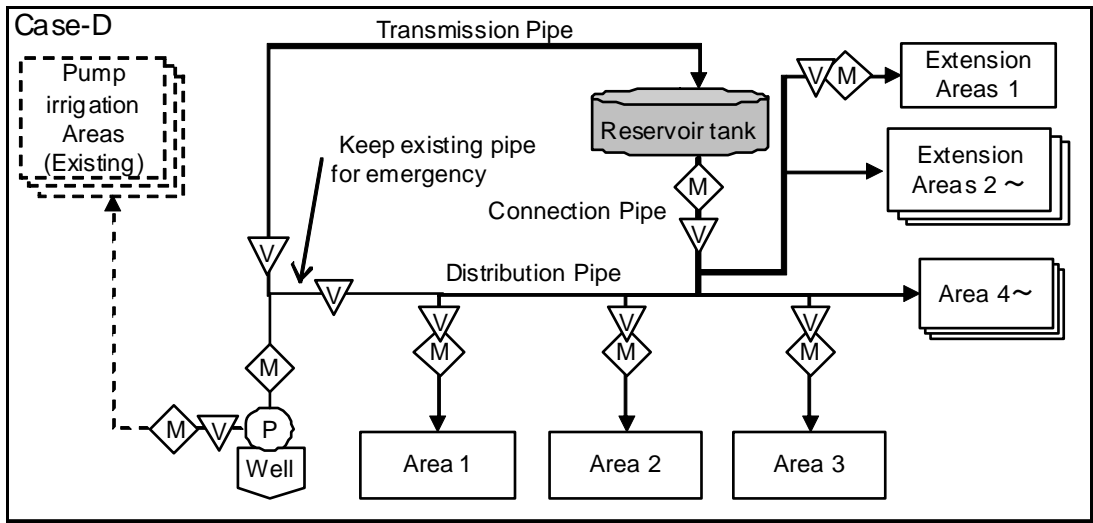 Case-D
Transmission Pipe
Pump
irrigation
Areas
(Existing)
V
M
Extension
Areas 1
Reservoir tank
Keep existing pipe
for emergency
M
Extension
Areas 2 ～
Connection Pipe
V
V
Distribution Pipe
V
Area 4～
V
V
V
M
M
M
M
M
V
P
Well
Area 1
Area 2
Area 3